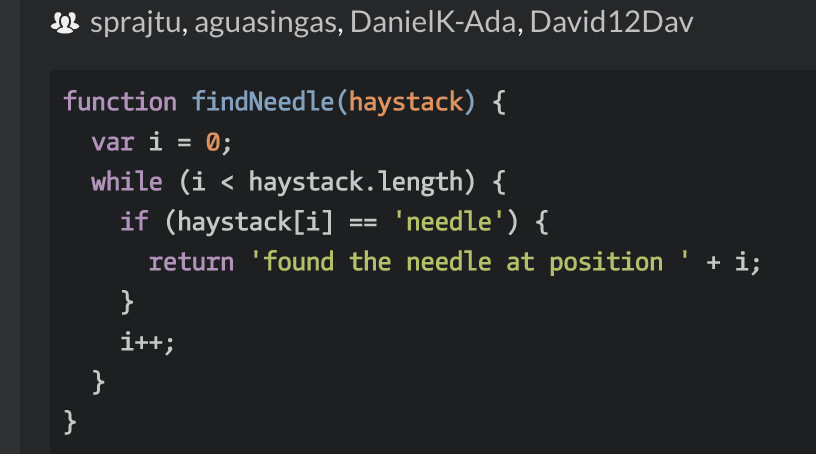 sprajtu, aguasingas, DanielK-Ada, David12Dav
function findNeedle(haystack) {
  var i = 0;
  while (i < haystack.length) {
    if (haystack[i] == 'needle') {
      return 'found the needle at position ' + i;
    }
    i++;
  }
}